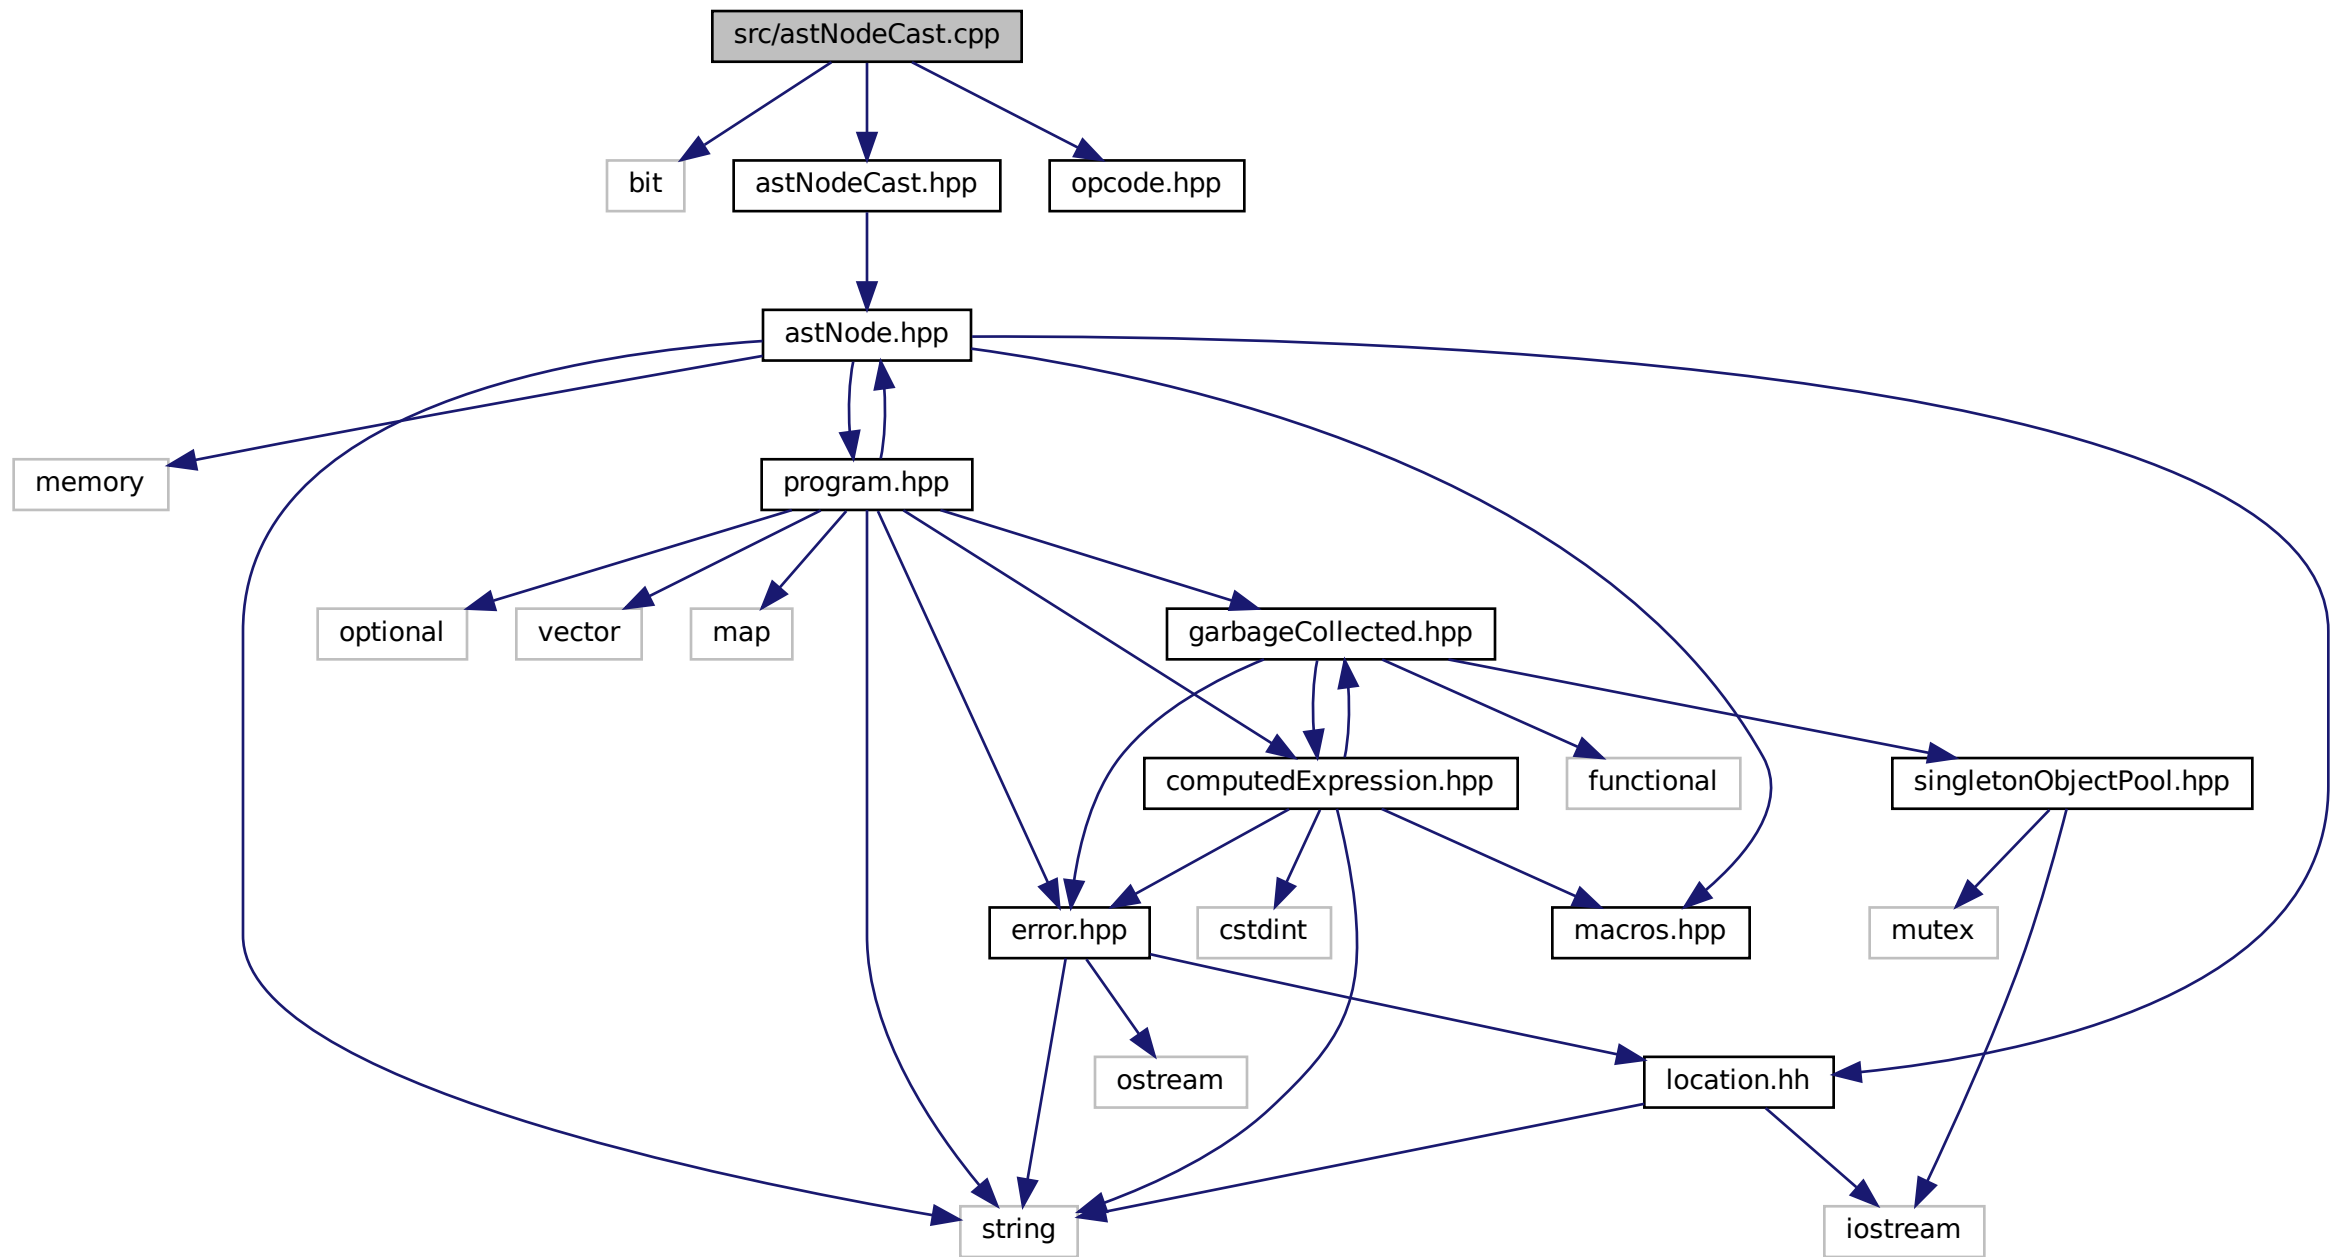 src/astNodeCast.cpp
bit
astNodeCast.hpp
opcode.hpp
astNode.hpp
memory
program.hpp
optional
vector
map
garbageCollected.hpp
computedExpression.hpp
functional
singletonObjectPool.hpp
error.hpp
cstdint
macros.hpp
mutex
ostream
location.hh
string
iostream